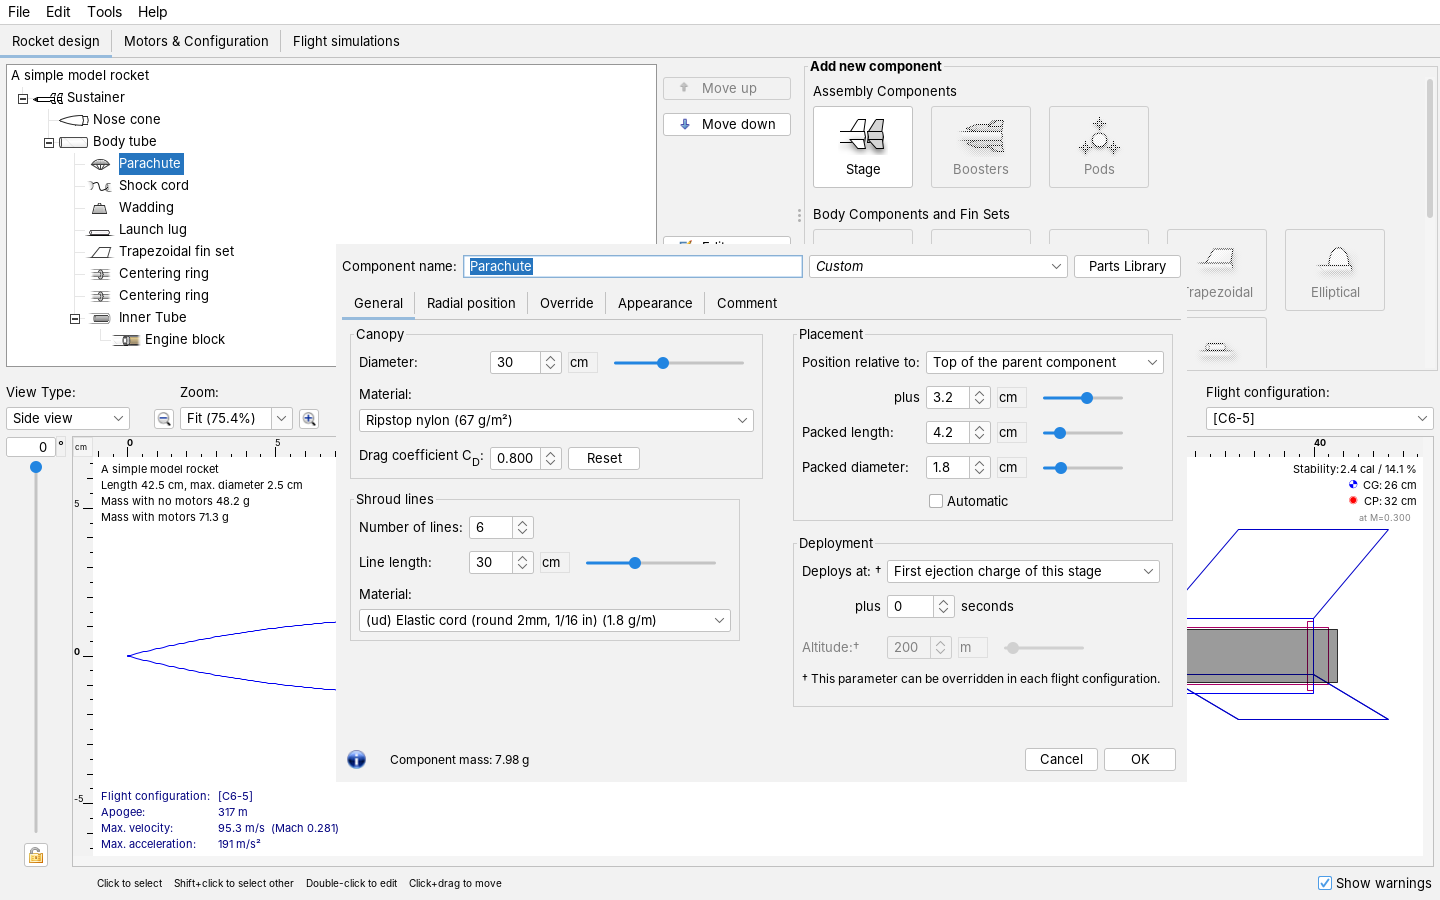 File Edit Tools Help
Rocket design Motors & Configuration Flight simulations
A simple model rocket
Sustainer
Nose cone
Body tube
Parachute
Shock cord
Wadding
Launch lug
Trapezoidal fin set
Centering ring
Centering ring
Inner Tube
Engine block
Move up
Move down
Add new component
Assembly Components
Stage Boosters Pods
Body Components and Fin Sets
Trapezoidal Elliptical
Component name: Parachute Custom Parts Library
General Radial position Override Appearance Comment
Canopy
Diameter: 30 cm
Material:
Ripstop nylon (67 g/m²)
Drag coefficient CD: 0.800 Reset
Shroud lines
Number of lines: 6
Line length: 30 cm
Material:
(ud) Elastic cord (round 2mm, 1/16 in) (1.8 g/m)
Placement
Position relative to: Top of the parent component
plus 3.2 cm
Packed length: 4.2 cm
Packed diameter: 1.8 cm
Automatic
Deployment
Deploys at: † First ejection charge of this stage
plus 0 seconds
Altitude:† 200 m
† This parameter can be overridden in each flight configuration.
Component mass: 7.98 g
Cancel OK
View Type: Zoom:
Side view Fit (75.4%)
Flight configuration:
[C6-5]
0 °
cm 0 5 40
5
0
-5
A simple model rocket
Length 42.5 cm, max. diameter 2.5 cm
Mass with no motors 48.2 g
Mass with motors 71.3 g
Stability: 2.4 cal / 14.1 %
CG: 26 cm
CP: 32 cm
at M=0.300
Flight configuration: [C6-5]
Apogee: 317 m
Max. velocity: 95.3 m/s (Mach 0.281)
Max. acceleration: 191 m/s²
Click to select Shift+click to select other Double-click to edit Click+drag to move
Show warnings